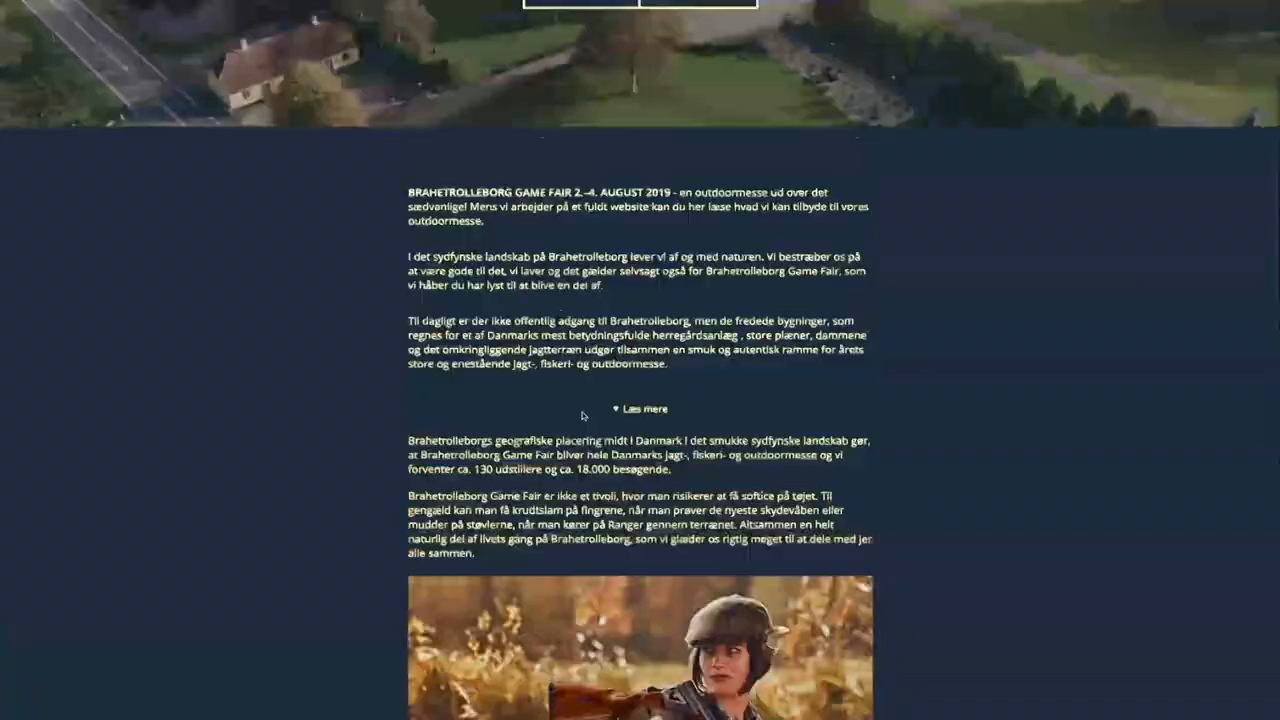 BRAHETROLLEBORG GAME FAIR 2.-4. AUGUST 2019 - en outdoormesse ud over det
sædvanlige! Mens vi arbejder på et fuldt website kan du her læse hvad vi kan tilbyde til vores
outdoormesse.
I det sydfynske landskab på Brahetrolleborg lever vi af og med naturen. Vi bestræber os på
at være gode til det, vi laver og det gælder selvsagt også for Brahetrolleborg Game Fair, som
vi håber du har lyst til at blive en del af.
Til dagligt er der ikke offentlig adgang til Brahetrolleborg, men de fredede bygninger, som
regnes for et af Danmarks mest betydningsfulde herregårdsanlæg , store plæner, dammene
og det omkringliggende jagtterræn udgør tilsammen en smuk og autentisk ramme for årets
store og enestående jagt-, fiskeri- og outdoormesse.
▼ Læs mere
Brahetrolleborgs geografiske placering midt i Danmark i det smukke sydfynske landskab gør,
at Brahetrolleborg Game Fair bliver hele Danmarks jagt-, fiskeri- og outdoormesse og vi
forventer ca. 130 udstillere og ca. 18.000 besøgende.
Brahetrolleborg Game Fair er ikke et tivoli, hvor man risikerer at få softice på tøjet. Til
gengæld kan man få krudtslam på fingrene, når man prøver de nyeste skydevåben eller
mudder på støvlerne, når man kører på Ranger gennem terrænet. Altsammen en helt
naturlig del af livets gang på Brahetrolleborg, som vi glæder os rigtig meget til at dele med jer
alle sammen.